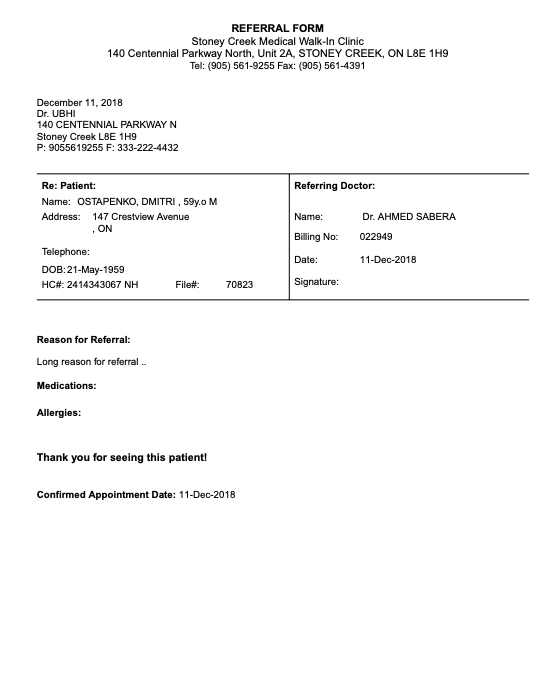 REFERRAL FORM
Stoney Creek Medical Walk-In Clinic
140 Centennial Parkway North, Unit 2A, STONEY CREEK, ON L8E 1H9
Tel: (905) 561-9255 Fax: (905) 561-4391
December 11, 2018
Dr. UBHI
140 CENTENNIAL PARKWAY N
Stoney Creek L8E 1H9
P: 9055619255 F: 333-222-4432
Re: Patient:
Name: OSTAPENKO, DMITRI , 59y.o M
Address: 147 Crestview Avenue
, ON
Telephone:
DOB: 21-May-1959
HC#: 2414343067 NH File#: 70823
Referring Doctor:
Name: Dr. AHMED SABERA
Billing No: 022949
Date: 11-Dec-2018
Signature:
Reason for Referral:
Long reason for referral ..
Medications:
Allergies:
Thank you for seeing this patient!
Confirmed Appointment Date: 11-Dec-2018